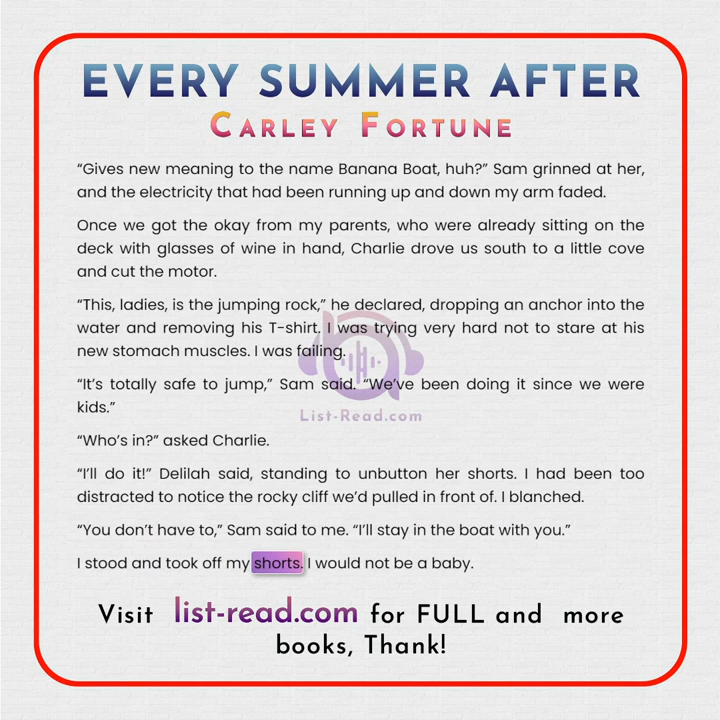 EVERY SUMMER AFTER
CARLEY FORTUNE
“Gives new meaning to the name Banana Boat, huh?” Sam grinned at her,
and the electricity that had been running up and down my arm faded.
Once we got the okay from my parents, who were already sitting on the
deck with glasses of wine in hand, Charlie drove us south to a little cove
and cut the motor.
“This, ladies, is the jumping rock,” he declared, dropping an anchor into the
water and removing his T-shirt. I was trying very hard not to stare at his
new stomach muscles. I was failing.
“It’s totally safe to jump,” Sam said. “We’ve been doing it since we were
kids.”
List-Read.com
“Who’s in?” asked Charlie.
“I’ll do it!” Delilah said, standing to unbutton her shorts. I had been too
distracted to notice the rocky cliff we’d pulled in front of. I blanched.
“You don’t have to,” Sam said to me. “I’ll stay in the boat with you.”
I stood and took off my shorts. I would not be a baby.
Visit list-read.com for FULL and more
books, Thank!